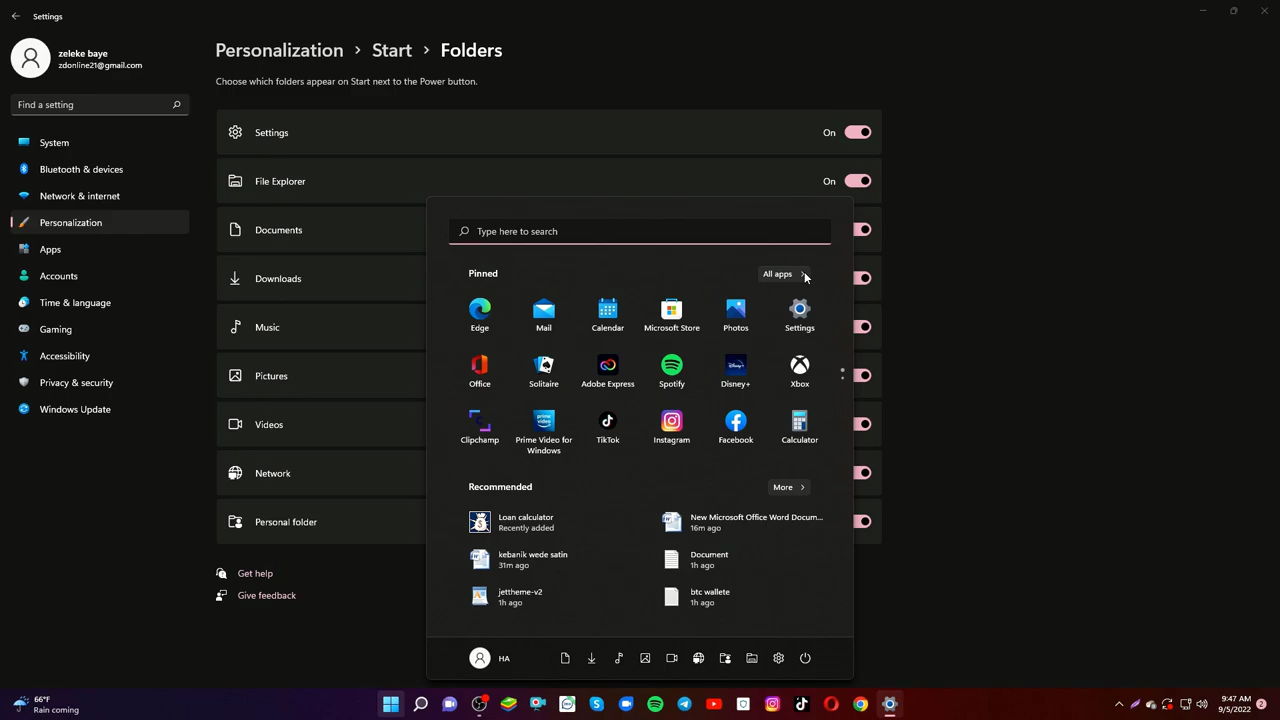 Settings
zeleke baye
zdonline21@gmail.com
Find a setting
System
Bluetooth & devices
Network & internet
Personalization
Apps
Accounts
Time & language
Gaming
Accessibility
Privacy & security
Windows Update
Personalization > Start > Folders
Choose which folders appear on Start next to the Power button.
Settings On
File Explorer On
Documents
Downloads
Music
Pictures
Videos
Network
Personal folder
Get help
Give feedback
Type here to search
Pinned All apps >
Edge Mail Calendar Microsoft Store Photos Settings
Office Solitaire Adobe Express Spotify Disney+ Xbox
Clipchamp Prime Video for TikTok Instagram Facebook Calculator
Windows
Recommended More >
Loan calculator
Recently added
New Microsoft Office Word Docum...
16m ago
kebanik wede satin
31m ago
Document
1h ago
jettheme-v2
1h ago
btc wallete
1h ago
HA
66°F
Rain coming
9:47 AM
9/5/2022
2